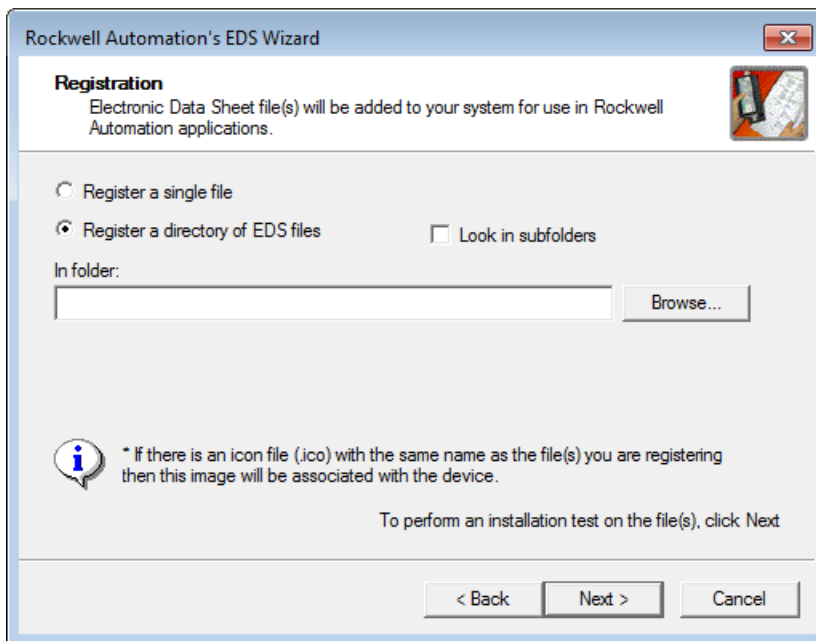 Rockwell Automation's EDS Wizard
Registration
Electronic Data Sheet file(s) will be added to your system for use in Rockwell
Automation applications.
Register a single file
Register a directory of EDS files
Look in subfolders
In folder:
Browse...
* If there is an icon file (.ico) with the same name as the file(s) you are registering
then this image will be associated with the device.
To perform an installation test on the file(s), click Next
< Back
Next >
Cancel